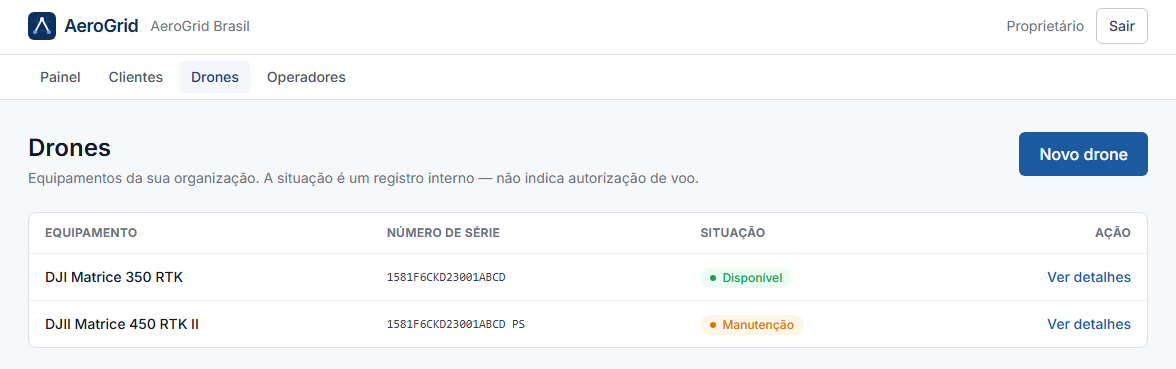 AeroGrid AeroGrid Brasil Proprietário Sair
Painel Clientes Drones Operadores
Drones
Novo drone
Equipamentos da sua organização. A situação é um registro interno — não indica autorização de voo.
EQUIPAMENTO NÚMERO DE SÉRIE SITUAÇÃO AÇÃO
DJI Matrice 350 RTK 1581F6CKD23001ABCD Disponível Ver detalhes
DJII Matrice 450 RTK II 1581F6CKD23001ABCD PS Manutenção Ver detalhes